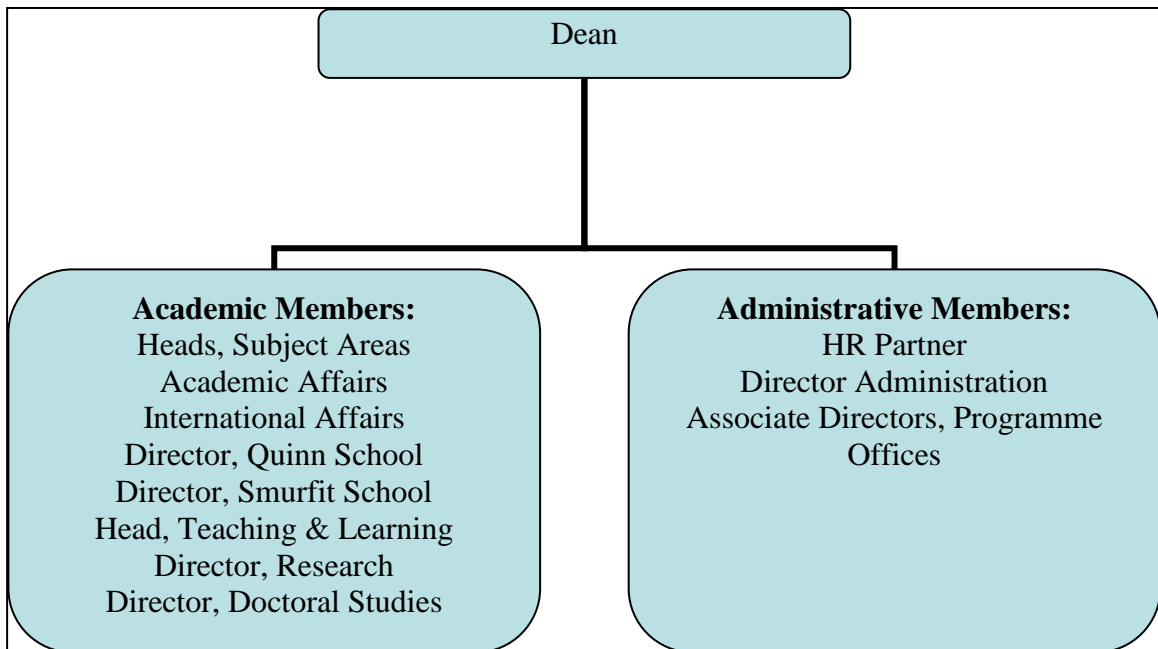 Dean
Academic Members:
Heads, Subject Areas
Academic Affairs
International Affairs
Director, Quinn School
Director, Smurfit School
Head, Teaching & Learning
Director, Research
Director, Doctoral Studies
Administrative Members:
HR Partner
Director Administration
Associate Directors, Programme
Offices